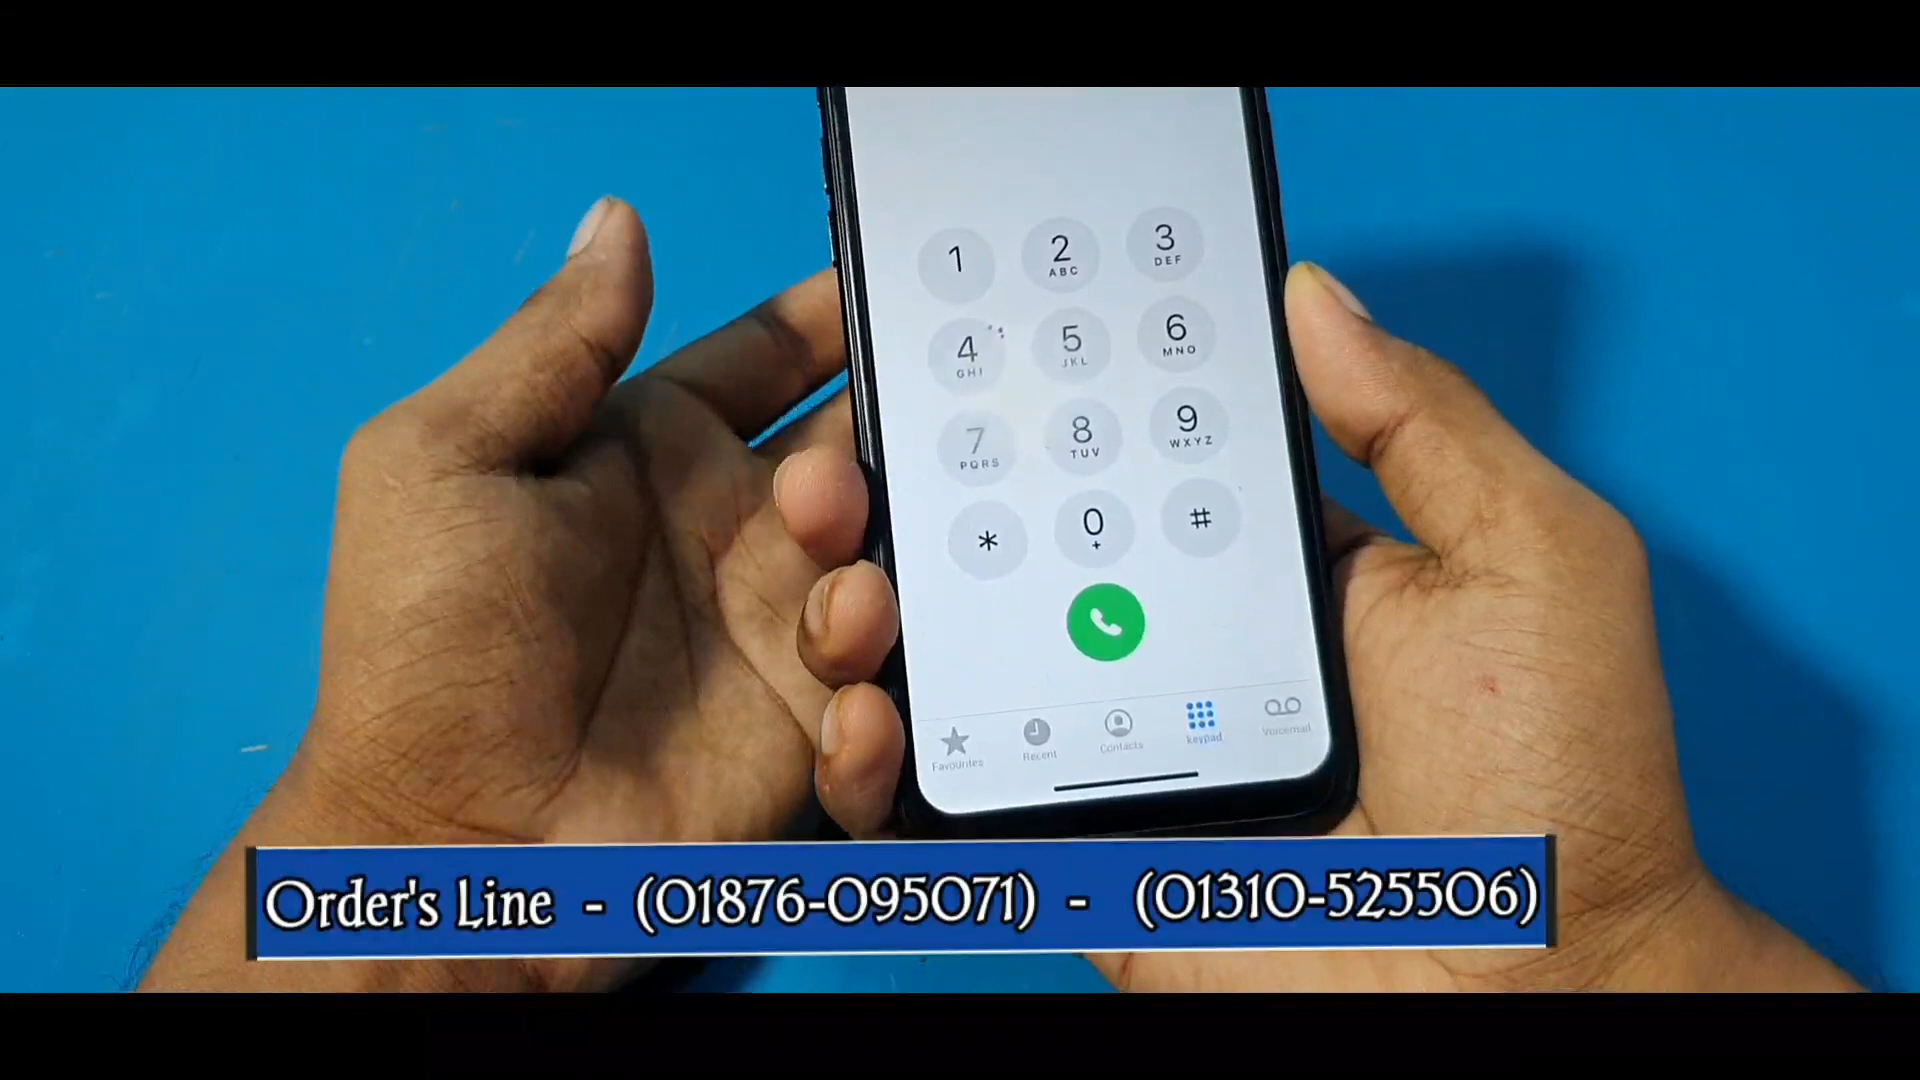 1 2 3
ABC DEF
4 5 6
GHI JKL MNO
7 8 9
PQRS TUV WXYZ
* 0 #
+
Favourites Recent Contacts keypad Voicemail
Order's Line - (01876-095071) - (01310-525506)